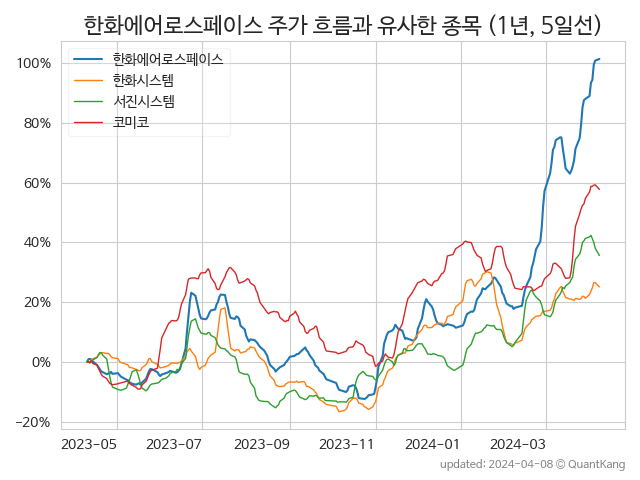 한화에어로스페이스 주가 흐름과 유사한 종목 (1년, 5일선)
한화에어로스페이스
한화시스템
서진시스템
코미코
100%
80%
60%
40%
20%
0%
−20%
2023-05 2023-07 2023-09 2023-11 2024-01 2024-03
updated: 2024-04-08 © QuantKang